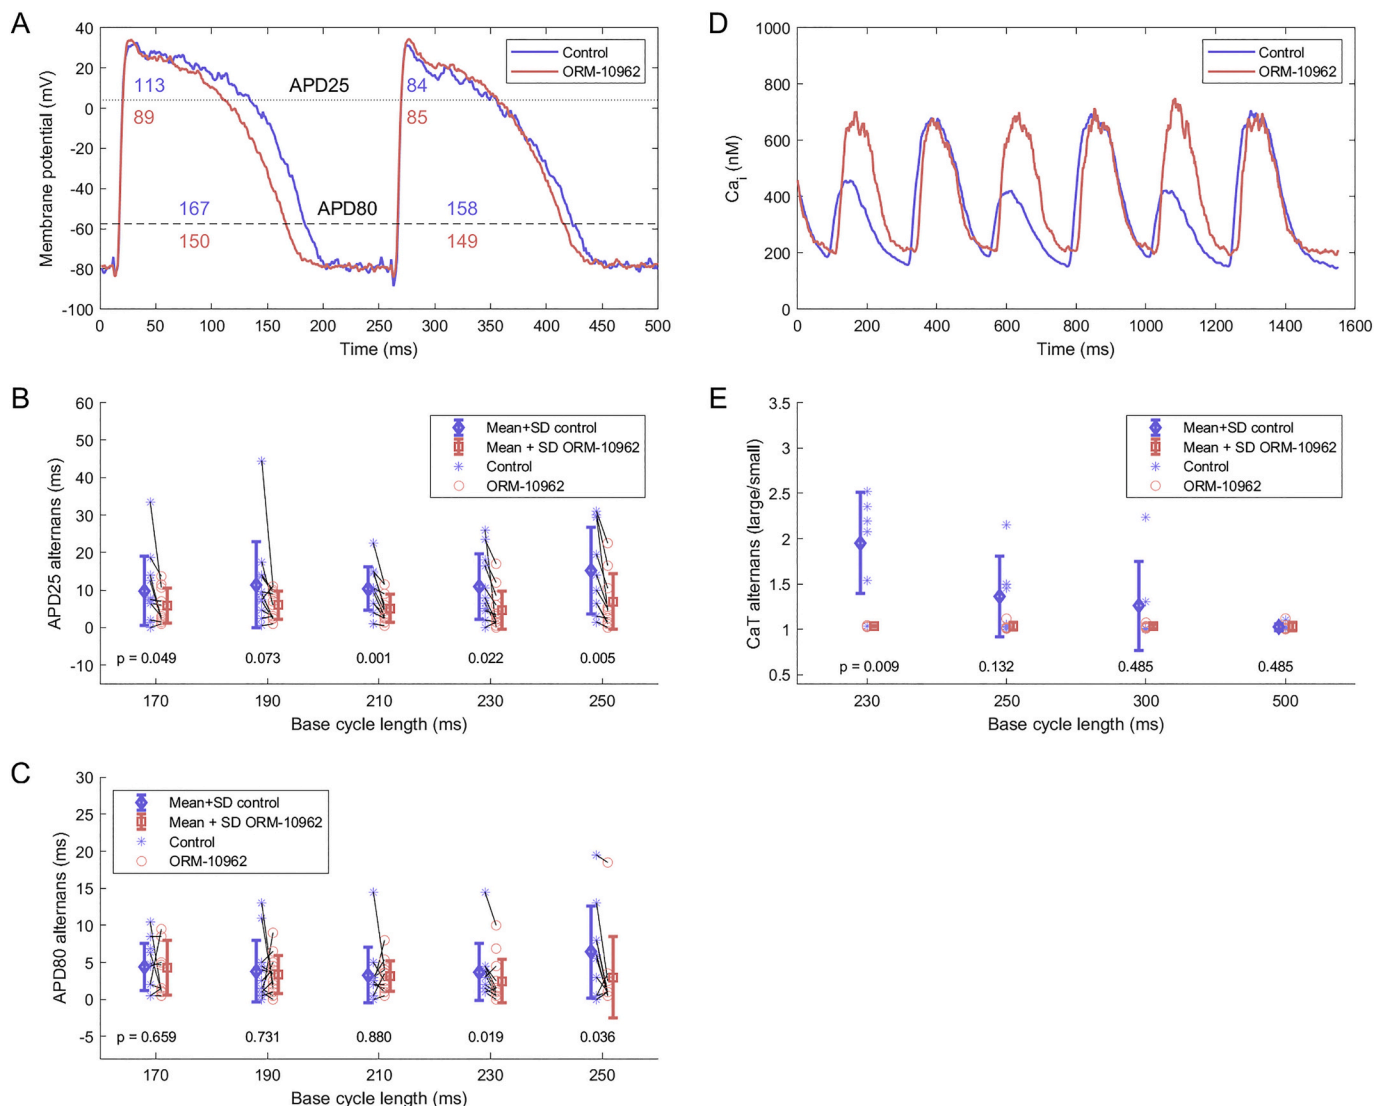 A
40
20
0
-20
-40
-60
-80
-100
Membrane potential (mV)
Control
ORM-10962
113
APD25
84
89
85
167
APD80
158
150
149
0 50 100 150 200 250 300 350 400 450 500
Time (ms)
D
1000
800
600
400
200
0
Cai (nM)
Control
ORM-10962
0 200 400 600 800 1000 1200 1400 1600
Time (ms)
B
60
50
40
30
20
10
0
-10
APD25 alternans (ms)
Mean+SD control
Mean + SD ORM-10962
Control
ORM-10962
p = 0.049 0.073 0.001 0.022 0.005
170 190 210 230 250
Base cycle length (ms)
E
3.5
3
2.5
2
1.5
1
0.5
CaT alternans (large/small)
Mean+SD control
Mean + SD ORM-10962
Control
ORM-10962
p = 0.009 0.132 0.485 0.485
230 250 300 500
Base cycle length (ms)
C
30
25
20
15
10
5
0
-5
APD80 alternans (ms)
Mean+SD control
Mean + SD ORM-10962
Control
ORM-10962
p = 0.659 0.731 0.880 0.019 0.036
170 190 210 230 250
Base cycle length (ms)